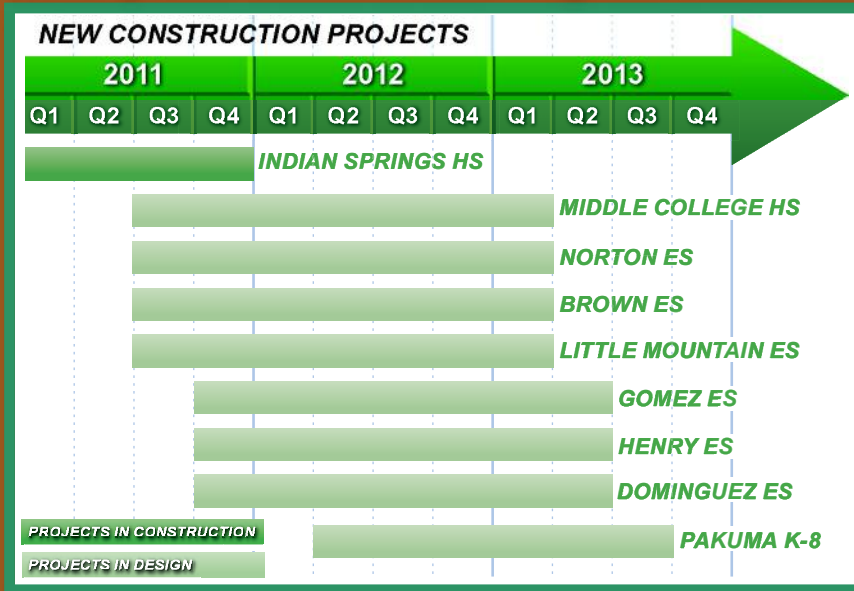 NEW CONSTRUCTION PROJECTS
2011 2012 2013
Q1 Q2 Q3 Q4 Q1 Q2 Q3 Q4 Q1 Q2 Q3 Q4
INDIAN SPRINGS HS
MIDDLE COLLEGE HS
NORTON ES
BROWN ES
LITTLE MOUNTAIN ES
GOMEZ ES
HENRY ES
DOMINGUEZ ES
PROJECTS IN CONSTRUCTION
PAKUMA K-8
PROJECTS IN DESIGN